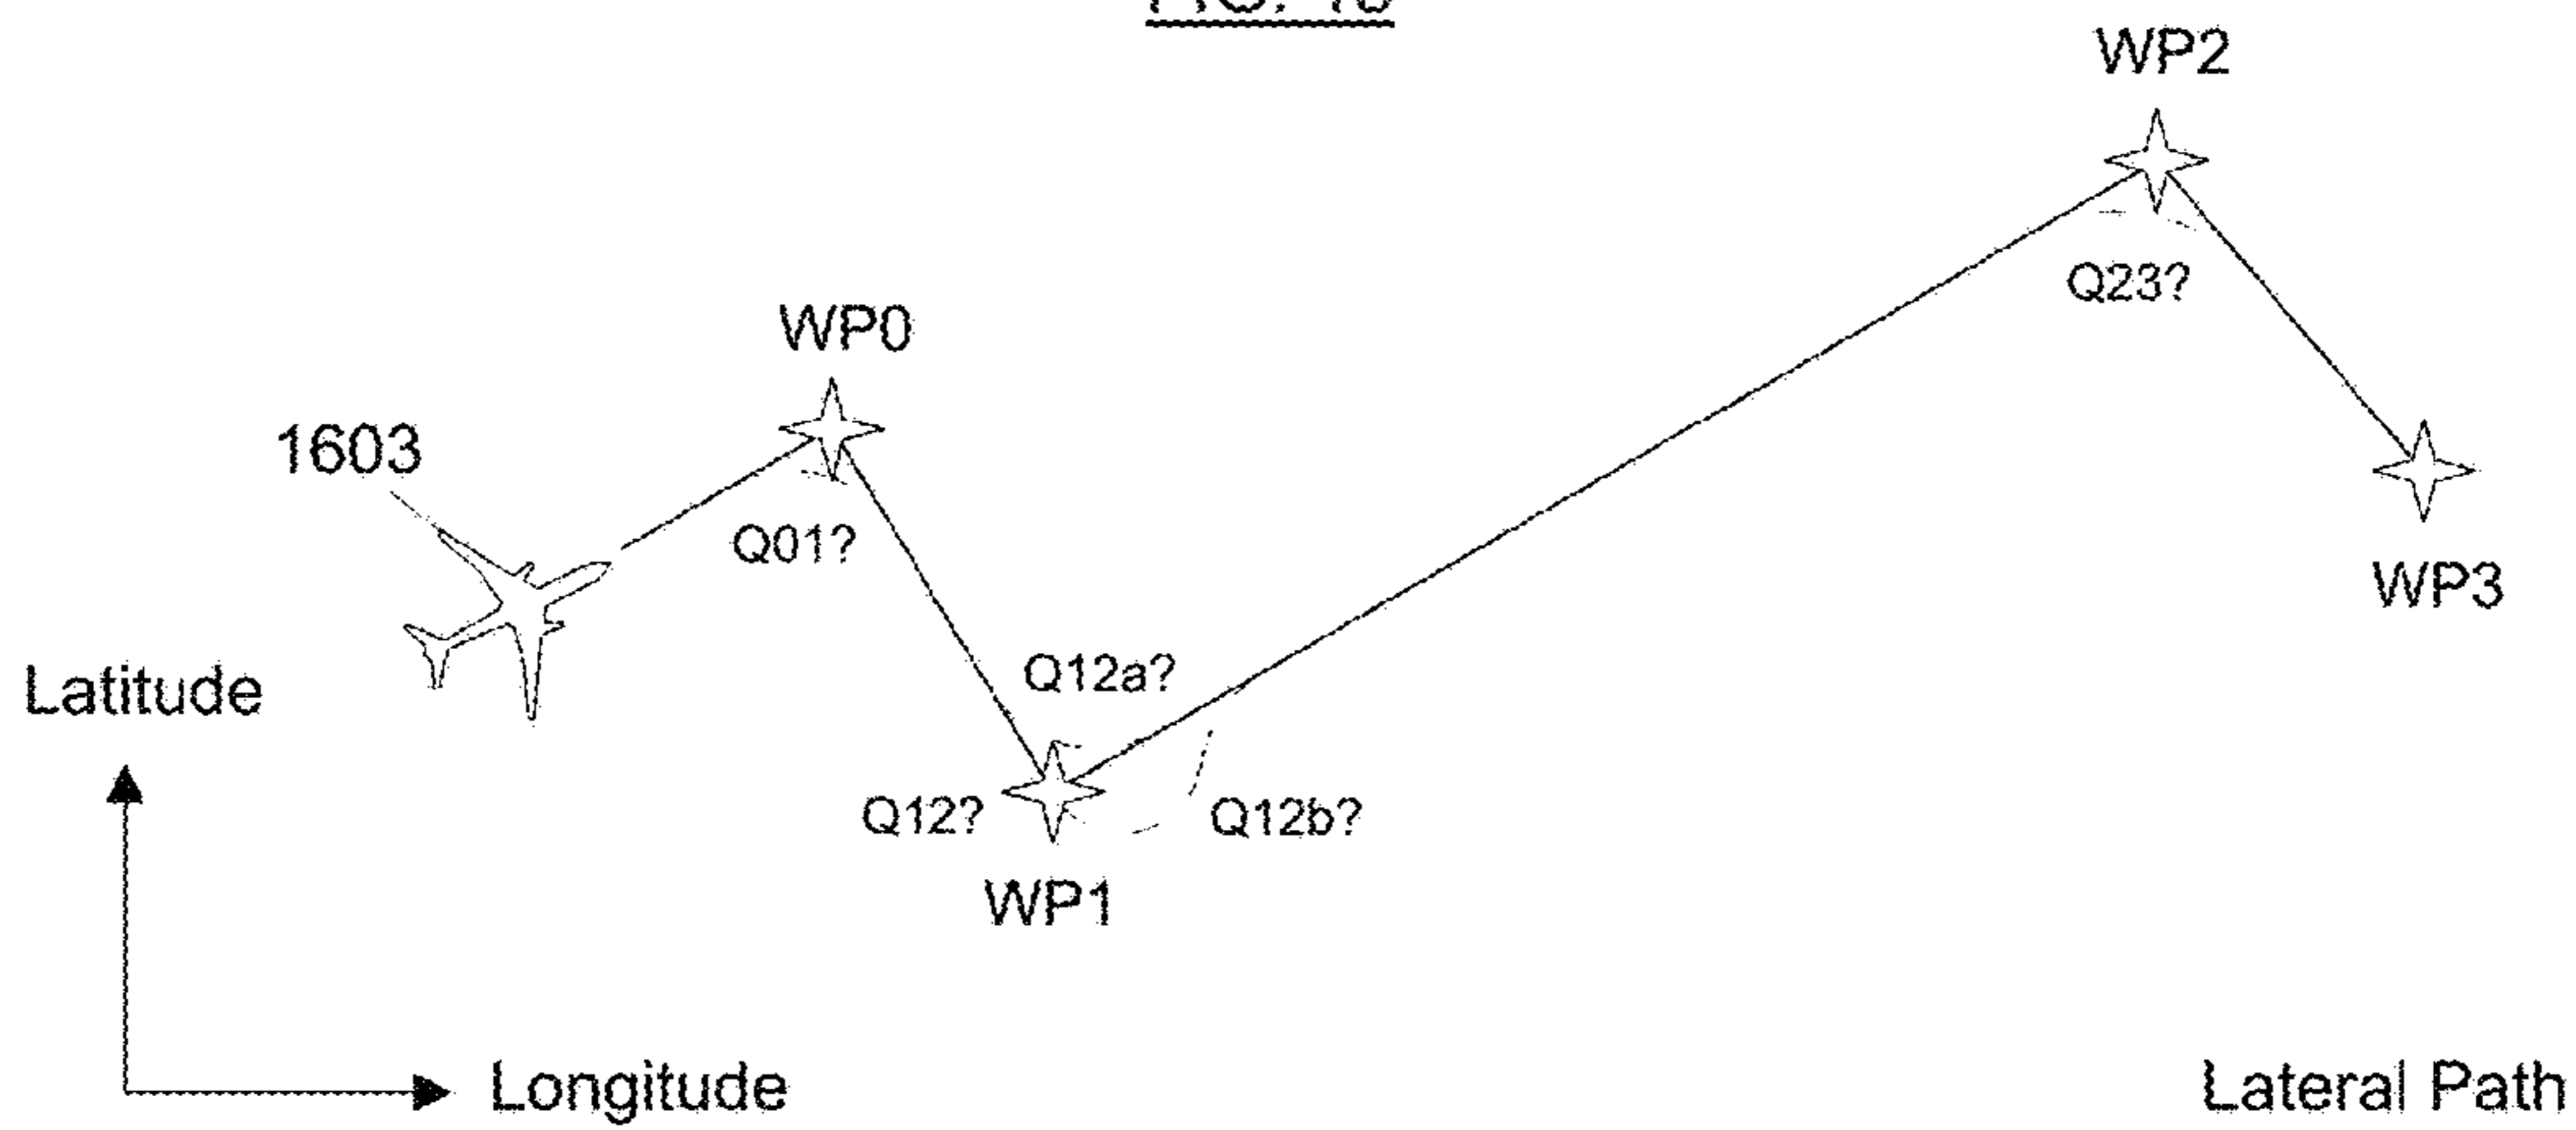 WP2
Q23?
WP0
1603
Q01?
WP3
Q12a?
Latitude
Q12?
Q12b?
WP1
Longitude
Lateral Path